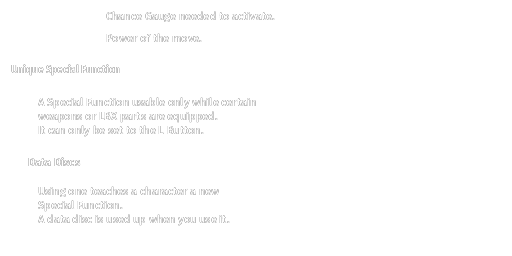 Chance Gauge needed to activate.
Power of the move.
Unique Special Function
A Special Function usable only while certain
weapons or LBX parts are equipped.
It can only be set to the L Button.
Data Discs
Using one teaches a character a new
Special Function.
A data disc is used up when you use it.